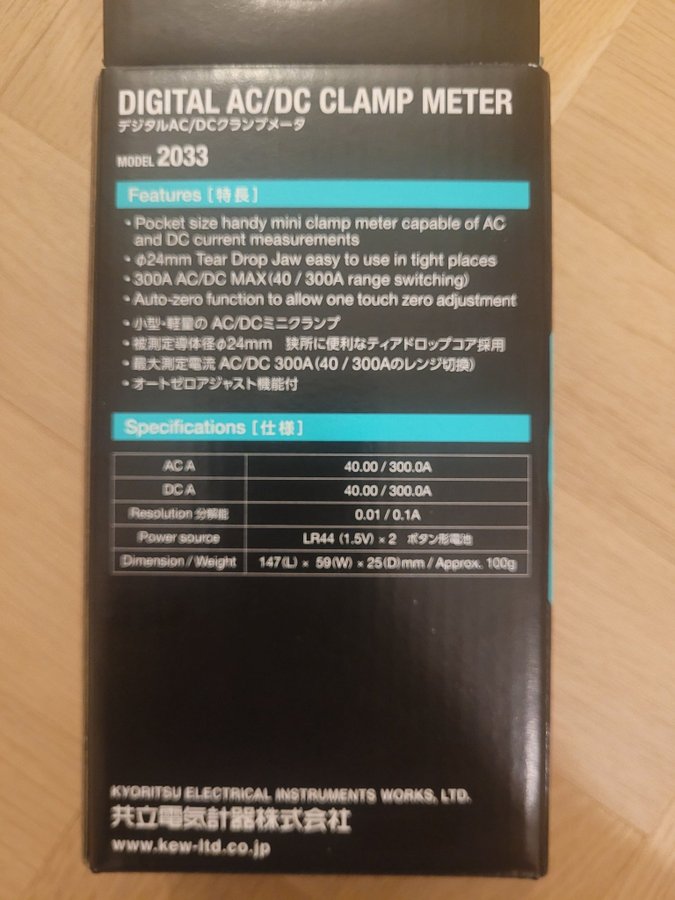 DIGITAL AC/DC CLAMP METER
デジタルAC/DCクランプメータ
MODEL 2033
Features [特長]
・Pocket size handy mini clamp meter capable of AC
and DC current measurements
・φ24mm Tear Drop Jaw easy to use in tight places
・300A AC/DC MAX(40 / 300A range switching)
・Auto-zero function to allow one touch zero adjustment
・小型・軽量の AC/DCミニクランプ
・被測定導体径φ24mm 狭所に便利なティアドロップコア採用
・最大測定電流 AC/DC 300A(40 / 300Aのレンジ切換)
・オートゼロアジャスト機能付
Specifications [仕様]
AC A 40.00 / 300.0A
DC A 40.00 / 300.0A
Resolution 分解能 0.01 / 0.1A
Power source LR44 (1.5V) × 2 ボタン形電池
Dimension / Weight 147(L) × 59(W) × 25(D)mm / Approx. 100g
KYORITSU ELECTRICAL INSTRUMENTS WORKS, LTD.
共立電気計器株式会社
www.kew-ltd.co.jp